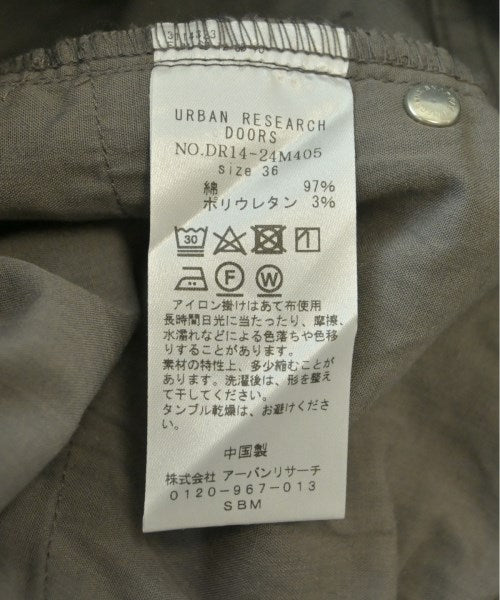 URBAN RESEARCH
DOORS
NO.DR14-24M405
size 36
綿 97%
ポリウレタン 3%
30
F W
アイロン掛けはあて布使用
長時間日光に当たったり、摩擦、
水濡れなどによる色落ちや色移
りすることがあります。
素材の特性上、多少縮むことが
あります。洗濯後は、形を整え
て干してください。
タンブル乾燥は、お避けくださ
い。
中国製
株式会社 アーバンリサーチ
0120-967-013
SBM